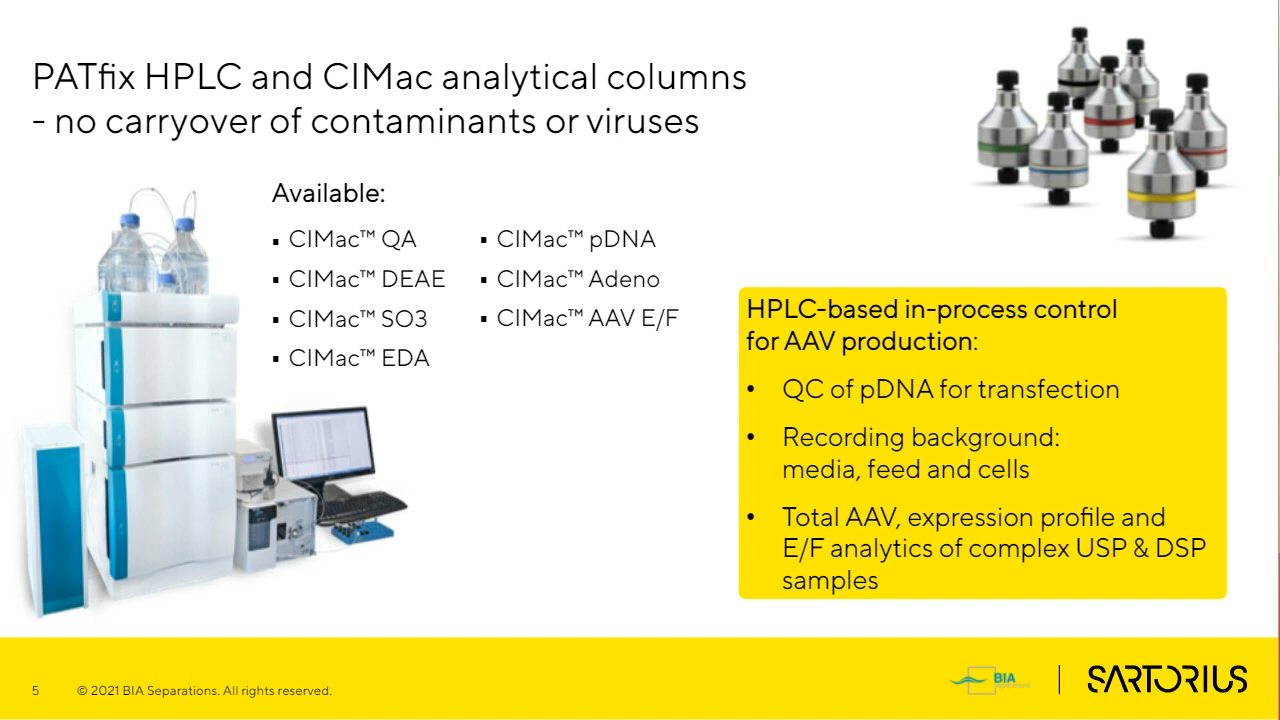 PATfix HPLC and CIMac analytical columns
- no carryover of contaminants or viruses
Available:
▪ CIMac™ QA
▪ CIMac™ DEAE
▪ CIMac™ SO3
▪ CIMac™ EDA
▪ CIMac™ pDNA
▪ CIMac™ Adeno
▪ CIMac™ AAV E/F
HPLC-based in-process control
for AAV production:
• QC of pDNA for transfection
• Recording background:
media, feed and cells
• Total AAV, expression profile and
E/F analytics of complex USP & DSP
samples
5 © 2021 BIA Separations. All rights reserved.
BIA
SARTORIUS